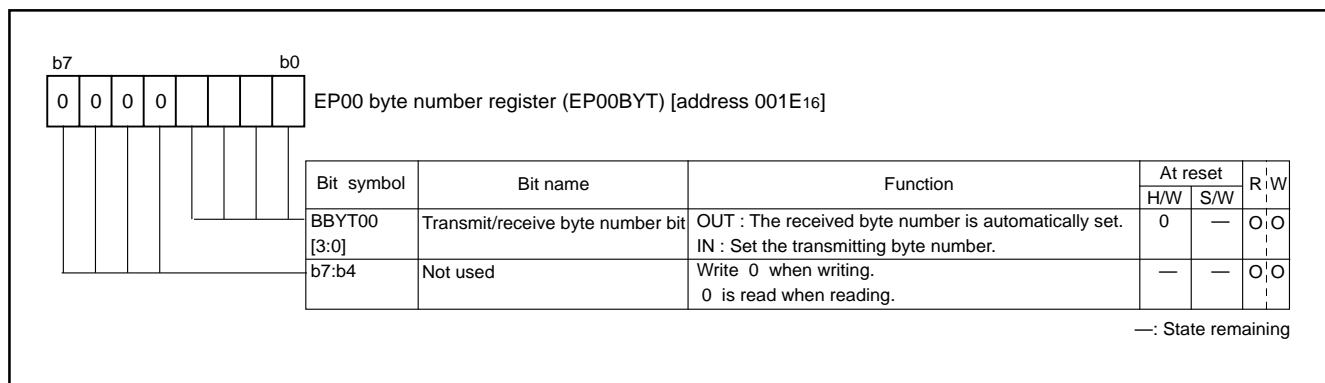 b7 b0
0 0 0 0 EP00 byte number register (EP00BYT) [address 001E16]
Bit symbol Bit name Function At reset R W
H/W S/W
BBYT00 Transmit/receive byte number bit OUT : The received byte number is automatically set. 0 — O O
[3:0] IN : Set the transmitting byte number.
b7:b4 Not used Write 0 when writing. — — O O
0 is read when reading.
—: State remaining